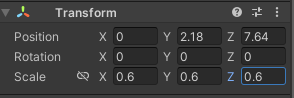 Transform
Position X 0 Y 2.18 Z 7.64
Rotation X 0 Y 0 Z 0
Scale X 0.6 Y 0.6 Z 0.6